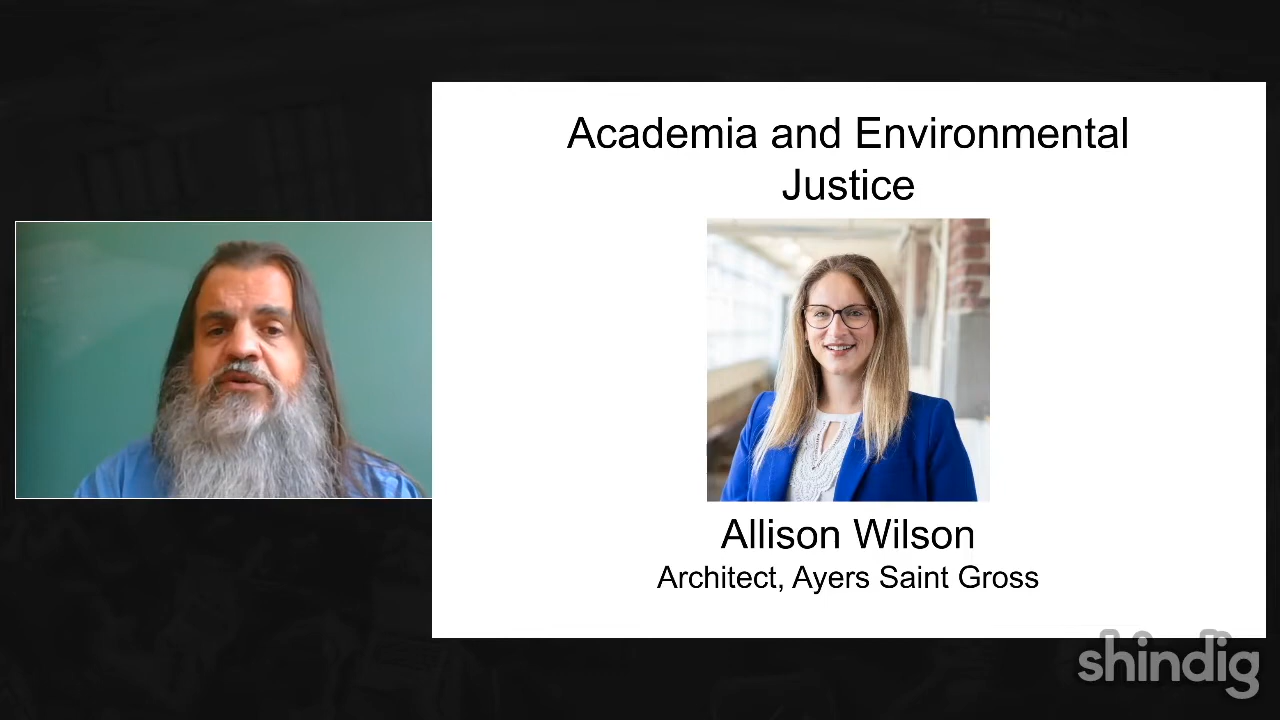 Academia and Environmental
Justice
Allison Wilson
Architect, Ayers Saint Gross
shindig